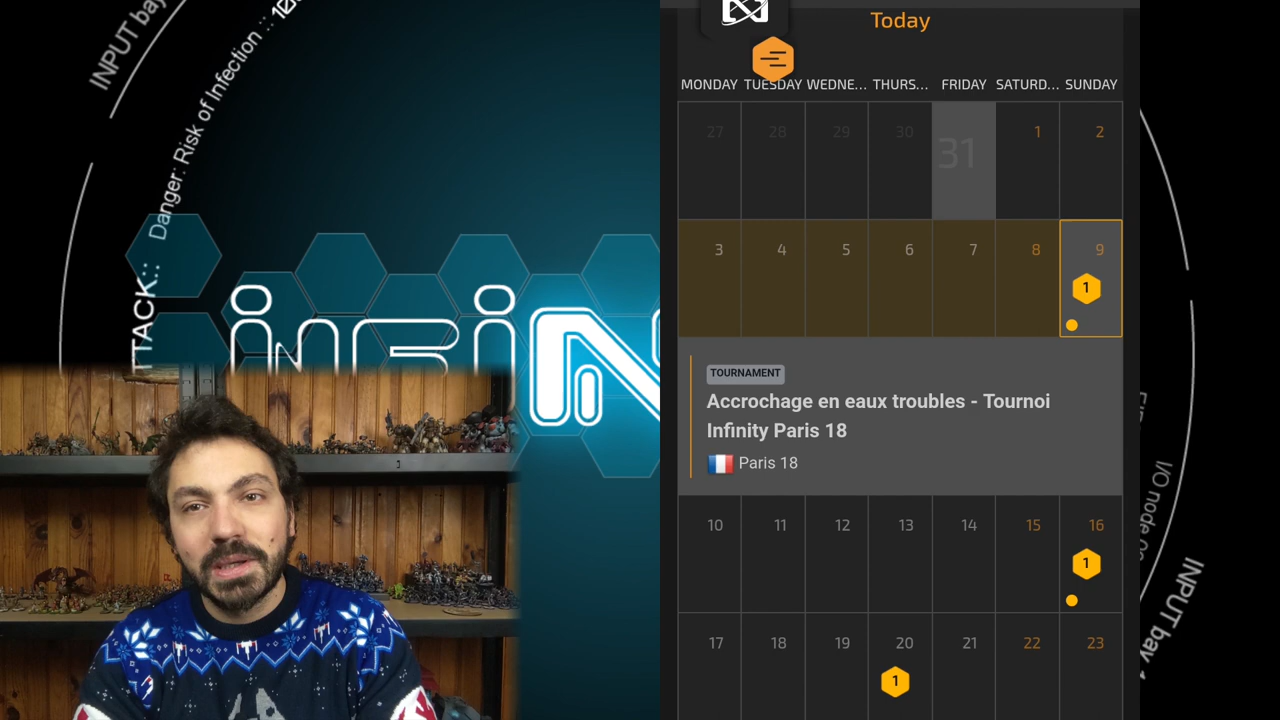 INPUT bay
Danger: Risk of Infection :: 10
TTACK::
iNFiN
Today
MONDAY TUESDAY WEDNE... THURS... FRIDAY SATURD... SUNDAY
27 28 29 30 31 1 2
3 4 5 6 7 8 9
1
TOURNAMENT
Accrochage en eaux troubles - Tournoi
Infinity Paris 18
Paris 18
10 11 12 13 14 15 16
1
17 18 19 20 21 22 23
1
I/O node
INPUT bay